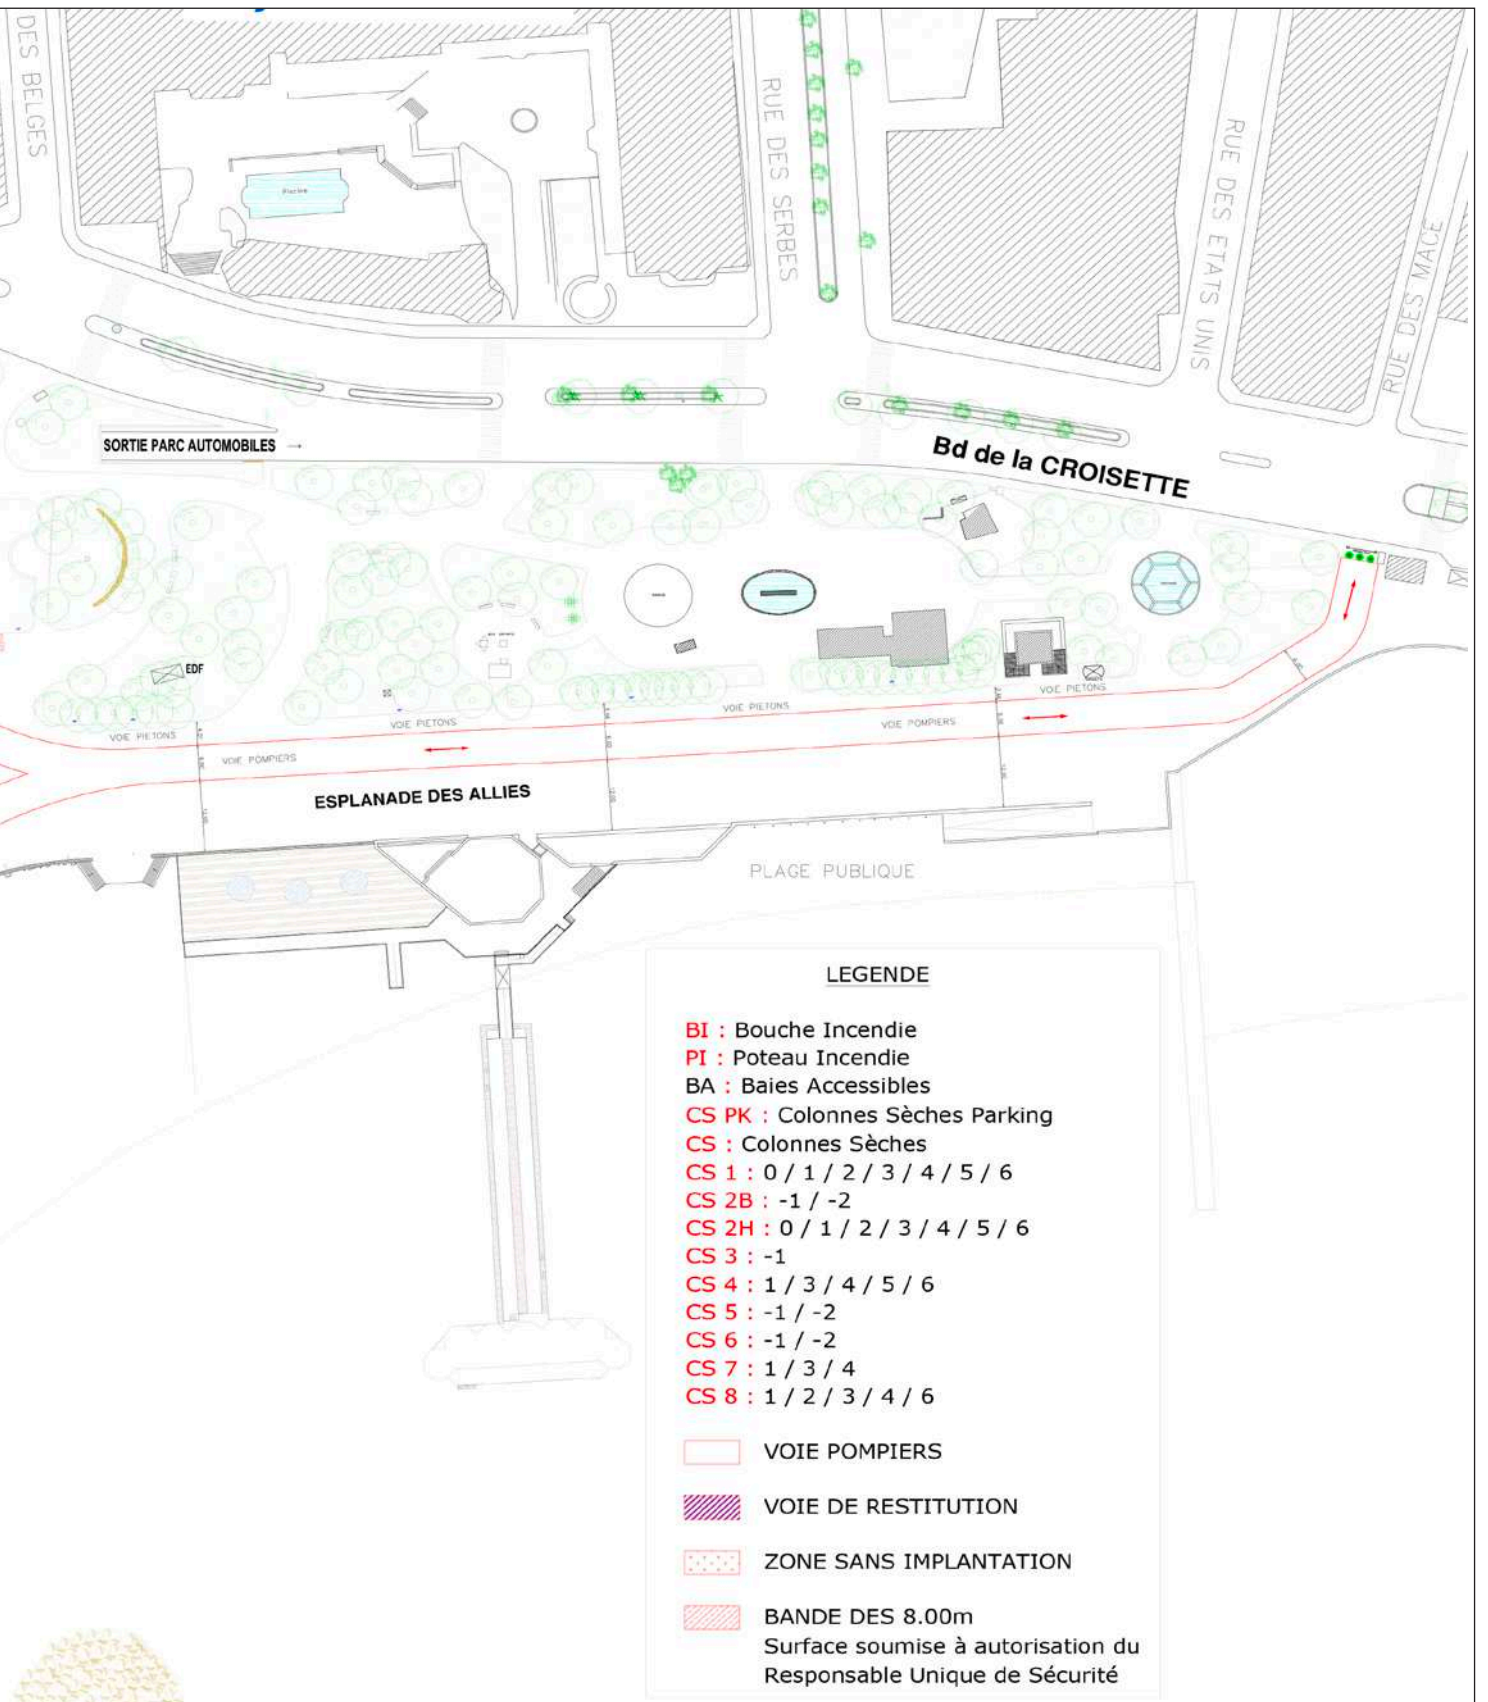 DES BELGES
RUE DES SERBES
RUE DES ETATS UNIS
RUE DES MACE
Piscine
SORTIE PARC AUTOMOBILES →
Bd de la CROISETTE
EDF
VOIE PIETONS
VOIE PIETONS
VOIE PIETONS
VOIE PIETONS
VOIE POMPIERS
VOIE POMPIERS
ESPLANADE DES ALLIES
PLAGE PUBLIQUE
LEGENDE
BI : Bouche Incendie
PI : Poteau Incendie
BA : Baies Accessibles
CS PK : Colonnes Sèches Parking
CS : Colonnes Sèches
CS 1 : 0 / 1 / 2 / 3 / 4 / 5 / 6
CS 2B : -1 / -2
CS 2H : 0 / 1 / 2 / 3 / 4 / 5 / 6
CS 3 : -1
CS 4 : 1 / 3 / 4 / 5 / 6
CS 5 : -1 / -2
CS 6 : -1 / -2
CS 7 : 1 / 3 / 4
CS 8 : 1 / 2 / 3 / 4 / 6
VOIE POMPIERS
VOIE DE RESTITUTION
ZONE SANS IMPLANTATION
BANDE DES 8.00m
Surface soumise à autorisation du
Responsable Unique de Sécurité